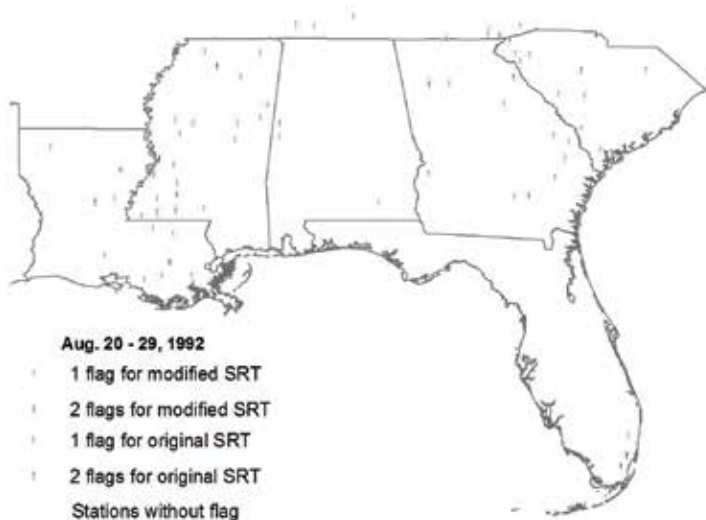 Aug. 20 - 29, 1992
1 flag for modified SRT
2 flags for modified SRT
1 flag for original SRT
2 flags for original SRT
Stations without flag